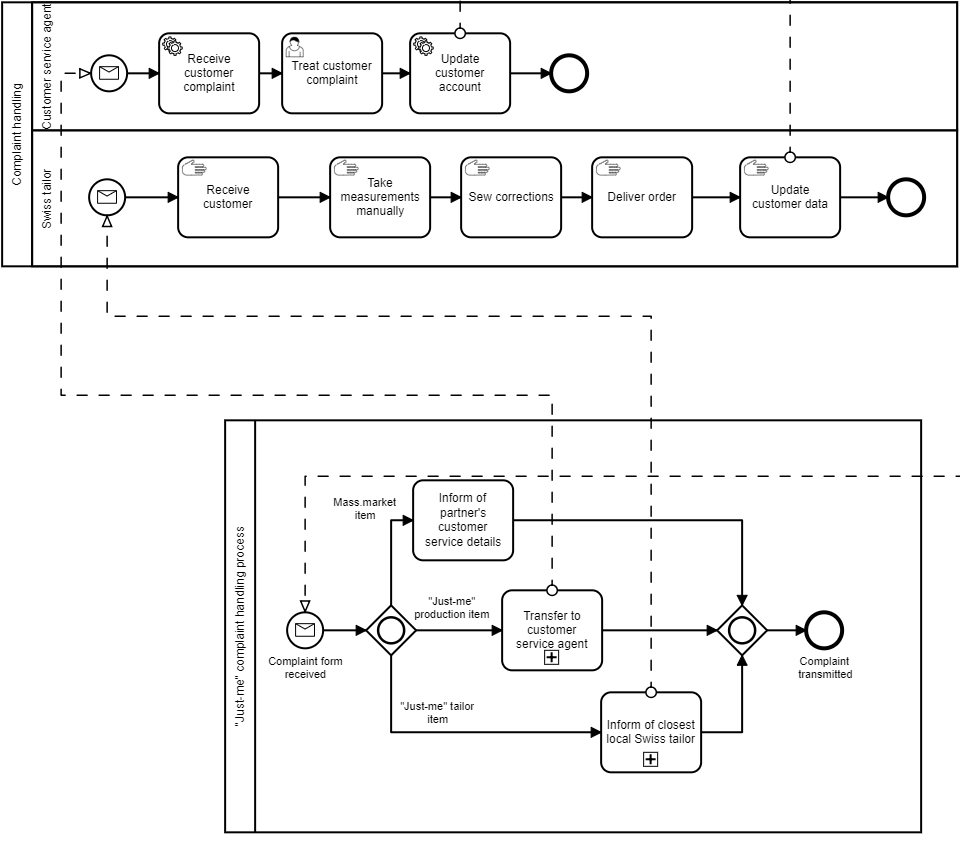 Complaint handling
Customer service agent
Receive
customer
complaint
Treat customer
complaint
Update
customer
account
Swiss tailor
Receive
customer
Take
measurements
manually
Sew corrections
Deliver order
Update
customer data
"Just-me" complaint handling process
Mass.market
item
Inform of
partner's
customer
service details
"Just-me"
production item
Transfer to
customer
service agent
Complaint form
received
Complaint
transmitted
"Just-me" tailor
item
Inform of closest
local Swiss tailor